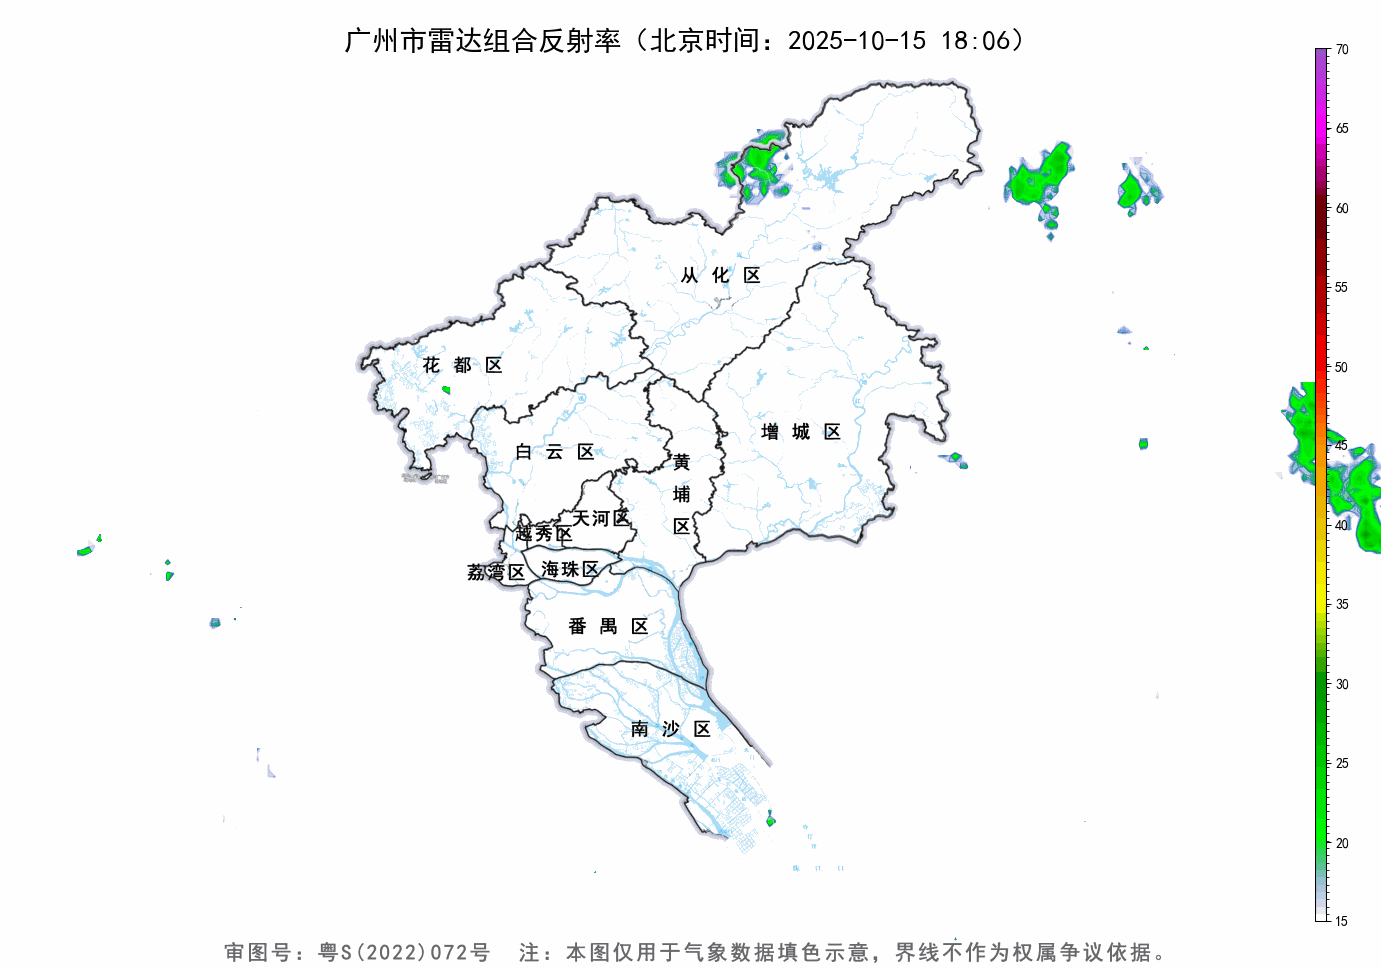 广州市雷达组合反射率（北京时间：2025-10-15 18:06）
70
65
60
55
50
45
40
35
30
25
20
15
从化区
花都区
增城区
白云区
黄埔区
天河区
越秀区
海珠区
荔湾区
番禺区
南沙区
审图号：粤S(2022)072号 注：本图仅用于气象数据填色示意，界线不作为权属争议依据。